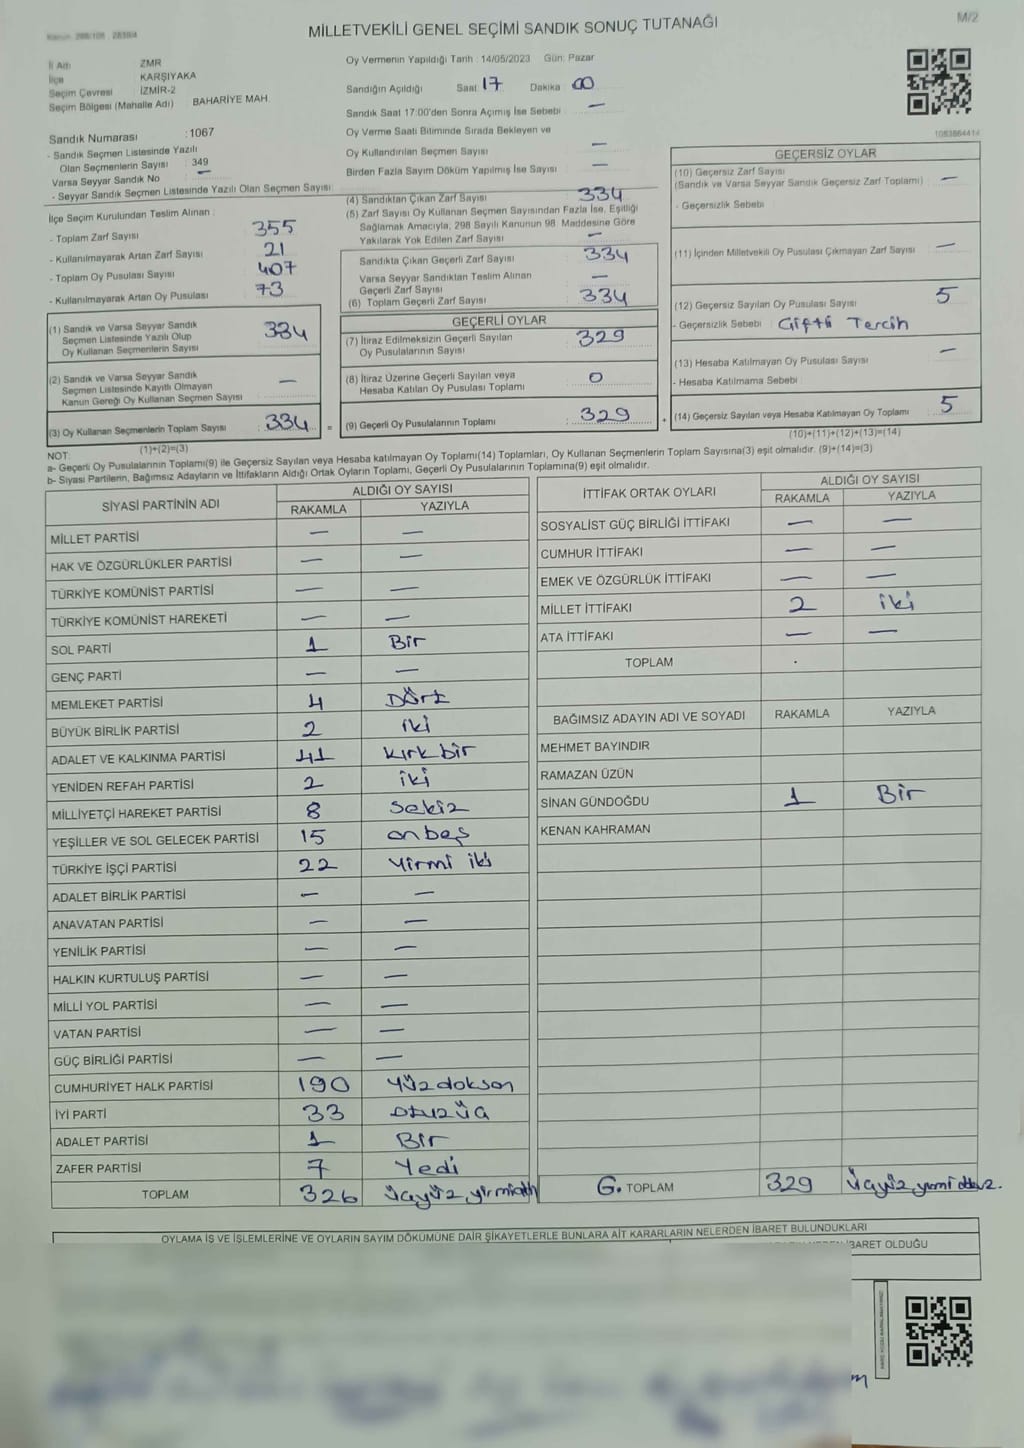 M/2
MİLLETVEKİLİ GENEL SEÇİMİ SANDIK SONUÇ TUTANAĞI
İl Adı : ZMR
İlçe : KARŞIYAKA
Seçim Çevresi : İZMİR-2
Seçim Bölgesi (Mahalle Adı) : BAHARİYE MAH.
Sandık Numarası : 1067
- Sandık Seçmen Listesinde Yazılı
Olan Seçmenlerin Sayısı : 349
Varsa Seyyar Sandık No —
- Seyyar Sandık Seçmen Listesinde Yazılı Olan Seçmen Sayısı:
Oy Vermenin Yapıldığı Tarih : 14/05/2023 Gün: Pazar
Sandığın Açıldığı Saat: 17 Dakika : 00
Sandık Saat 17:00'den Sonra Açımış İse Sebebi : —
Oy Verme Saati Bitiminde Sırada Bekleyen ve
Oy Kullandırılan Seçmen Sayısı —
Birden Fazla Sayım Döküm Yapılmış İse Sayısı : —
İlçe Seçim Kurulundan Teslim Alınan :
- Toplam Zarf Sayısı 355
- Kullanılmayarak Artan Zarf Sayısı 21
- Toplam Oy Pusulası Sayısı 407
- Kullanılmayarak Artan Oy Pusulası 73
(4) Sandıktan Çıkan Zarf Sayısı 334
(5) Zarf Sayısı Oy Kullanan Seçmen Sayısından Fazla İse, Eşitliği
Sağlamak Amacıyla, 298 Sayılı Kanunun 98. Maddesine Göre
Yakılarak Yok Edilen Zarf Sayısı —
Sandıkta Çıkan Geçerli Zarf Sayısı : 334
Varsa Seyyar Sandıktan Teslim Alınan
Geçerli Zarf Sayısı —
(6) Toplam Geçerli Zarf Sayısı : 334
(1) Sandık ve Varsa Seyyar Sandık
Seçmen Listesinde Yazılı Olup
Oy Kullanan Seçmenlerin Sayısı 334
(2) Sandık ve Varsa Seyyar Sandık
Seçmen Listesinde Kayıtlı Olmayan
Kanun Gereği Oy Kullanan Seçmen Sayısı —
(3) Oy Kullanan Seçmenlerin Toplam Sayısı : 334 =
(1)+(2)=(3)
GEÇERLİ OYLAR
(7) İtiraz Edilmeksizin Geçerli Sayılan
Oy Pusulalarının Sayısı : 329
(8) İtiraz Üzerine Geçerli Sayılan veya
Hesaba Katılan Oy Pusulası Toplamı : 0
(9) Geçerli Oy Pusulalarının Toplamı : 329 +
1083864414
GEÇERSİZ OYLAR
(10) Geçersiz Zarf Sayısı
(Sandık ve Varsa Seyyar Sandık Geçersiz Zarf Toplamı) : —
- Geçersizlik Sebebi :
(11) İçinden Milletvekili Oy Pusulası Çıkmayan Zarf Sayısı : —
(12) Geçersiz Sayılan Oy Pusulası Sayısı : 5
- Geçersizlik Sebebi : Çiftli Tercih
(13) Hesaba Katılmayan Oy Pusulası Sayısı : —
- Hesaba Katılmama Sebebi :
(14) Geçersiz Sayılan veya Hesaba Katılmayan Oy Toplamı : 5
(10)+(11)+(12)+(13)=(14)
NOT:
a- Geçerli Oy Pusulalarının Toplamı(9) ile Geçersiz Sayılan veya Hesaba katılmayan Oy Toplamı(14) Toplamları, Oy Kullanan Seçmenlerin Toplam Sayısına(3) eşit olmalıdır. (9)+(14)=(3)
b- Siyasi Partilerin, Bağımsız Adayların ve İttifakların Aldığı Ortak Oyların Toplamı, Geçerli Oy Pusulalarının Toplamına(9) eşit olmalıdır.
SİYASİ PARTİNİN ADI ALDIĞI OY SAYISI
RAKAMLA YAZIYLA
MİLLET PARTİSİ — —
HAK VE ÖZGÜRLÜKLER PARTİSİ — —
TÜRKİYE KOMÜNİST PARTİSİ — —
TÜRKİYE KOMÜNİST HAREKETİ — —
SOL PARTİ 1 Bir
GENÇ PARTİ — —
MEMLEKET PARTİSİ 4 Dört
BÜYÜK BİRLİK PARTİSİ 2 iki
ADALET VE KALKINMA PARTİSİ 41 kırk bir
YENİDEN REFAH PARTİSİ 2 iki
MİLLİYETÇİ HAREKET PARTİSİ 8 sekiz
YEŞİLLER VE SOL GELECEK PARTİSİ 15 on beş
TÜRKİYE İŞÇİ PARTİSİ 22 Yirmi iki
ADALET BİRLİK PARTİSİ — —
ANAVATAN PARTİSİ — —
YENİLİK PARTİSİ — —
HALKIN KURTULUŞ PARTİSİ — —
MİLLİ YOL PARTİSİ — —
VATAN PARTİSİ — —
GÜÇ BİRLİĞİ PARTİSİ — —
CUMHURİYET HALK PARTİSİ 190 Yüz doksan
İYİ PARTİ 33 otuz üç
ADALET PARTİSİ 1 Bir
ZAFER PARTİSİ 7 Yedi
TOPLAM 326 üçyüz yirmialtı
İTTİFAK ORTAK OYLARI ALDIĞI OY SAYISI
RAKAMLA YAZIYLA
SOSYALİST GÜÇ BİRLİĞİ İTTİFAKI — —
CUMHUR İTTİFAKI — —
EMEK VE ÖZGÜRLÜK İTTİFAKI — —
MİLLET İTTİFAKI 2 iki
ATA İTTİFAKI — —
TOPLAM
BAĞIMSIZ ADAYIN ADI VE SOYADI RAKAMLA YAZIYLA
MEHMET BAYINDIR
RAMAZAN ÜZÜN
SİNAN GÜNDOĞDU 1 Bir
KENAN KAHRAMAN
G. TOPLAM 329 üçyüz yirmi dokuz.
OYLAMA İŞ VE İŞLEMLERİNE VE OYLARIN SAYIM DÖKÜMÜNE DAİR ŞİKAYETLERLE BUNLARA AİT KARARLARIN NELERDEN İBARET BULUNDUKLARI
İBARET OLDUĞU